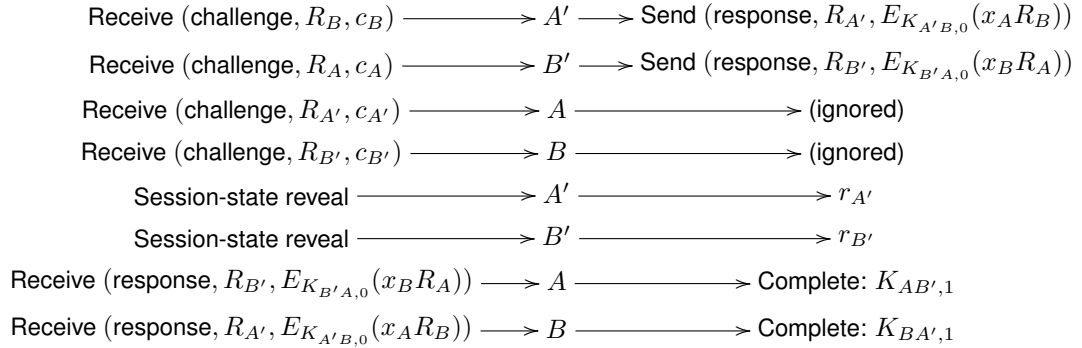 Receive (challenge, R_B, c_B) ⟶ A′ ⟶ Send (response, R_{A′}, E_{K_{A′B,0}}(x_A R_B))
Receive (challenge, R_A, c_A) ⟶ B′ ⟶ Send (response, R_{B′}, E_{K_{B′A,0}}(x_B R_A))
Receive (challenge, R_{A′}, c_{A′}) ⟶ A ⟶ (ignored)
Receive (challenge, R_{B′}, c_{B′}) ⟶ B ⟶ (ignored)
Session-state reveal ⟶ A′ ⟶ r_{A′}
Session-state reveal ⟶ B′ ⟶ r_{B′}
Receive (response, R_{B′}, E_{K_{B′A,0}}(x_B R_A)) ⟶ A ⟶ Complete: K_{AB′,1}
Receive (response, R_{A′}, E_{K_{A′B,0}}(x_A R_B)) ⟶ B ⟶ Complete: K_{BA′,1}